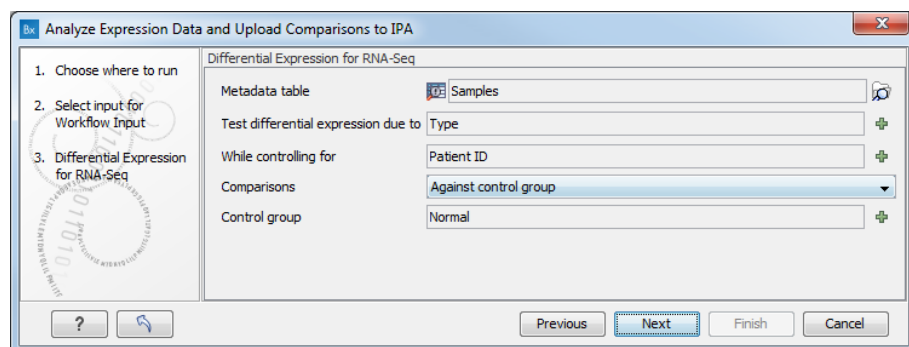 Bx Analyze Expression Data and Upload Comparisons to IPA
1. Choose where to run
2. Select input for
Workflow Input
3. Differential Expression
for RNA-Seq
Differential Expression for RNA-Seq
Metadata table Samples
Test differential expression due to Type
While controlling for Patient ID
Comparisons Against control group
Control group Normal
? Previous Next Finish Cancel